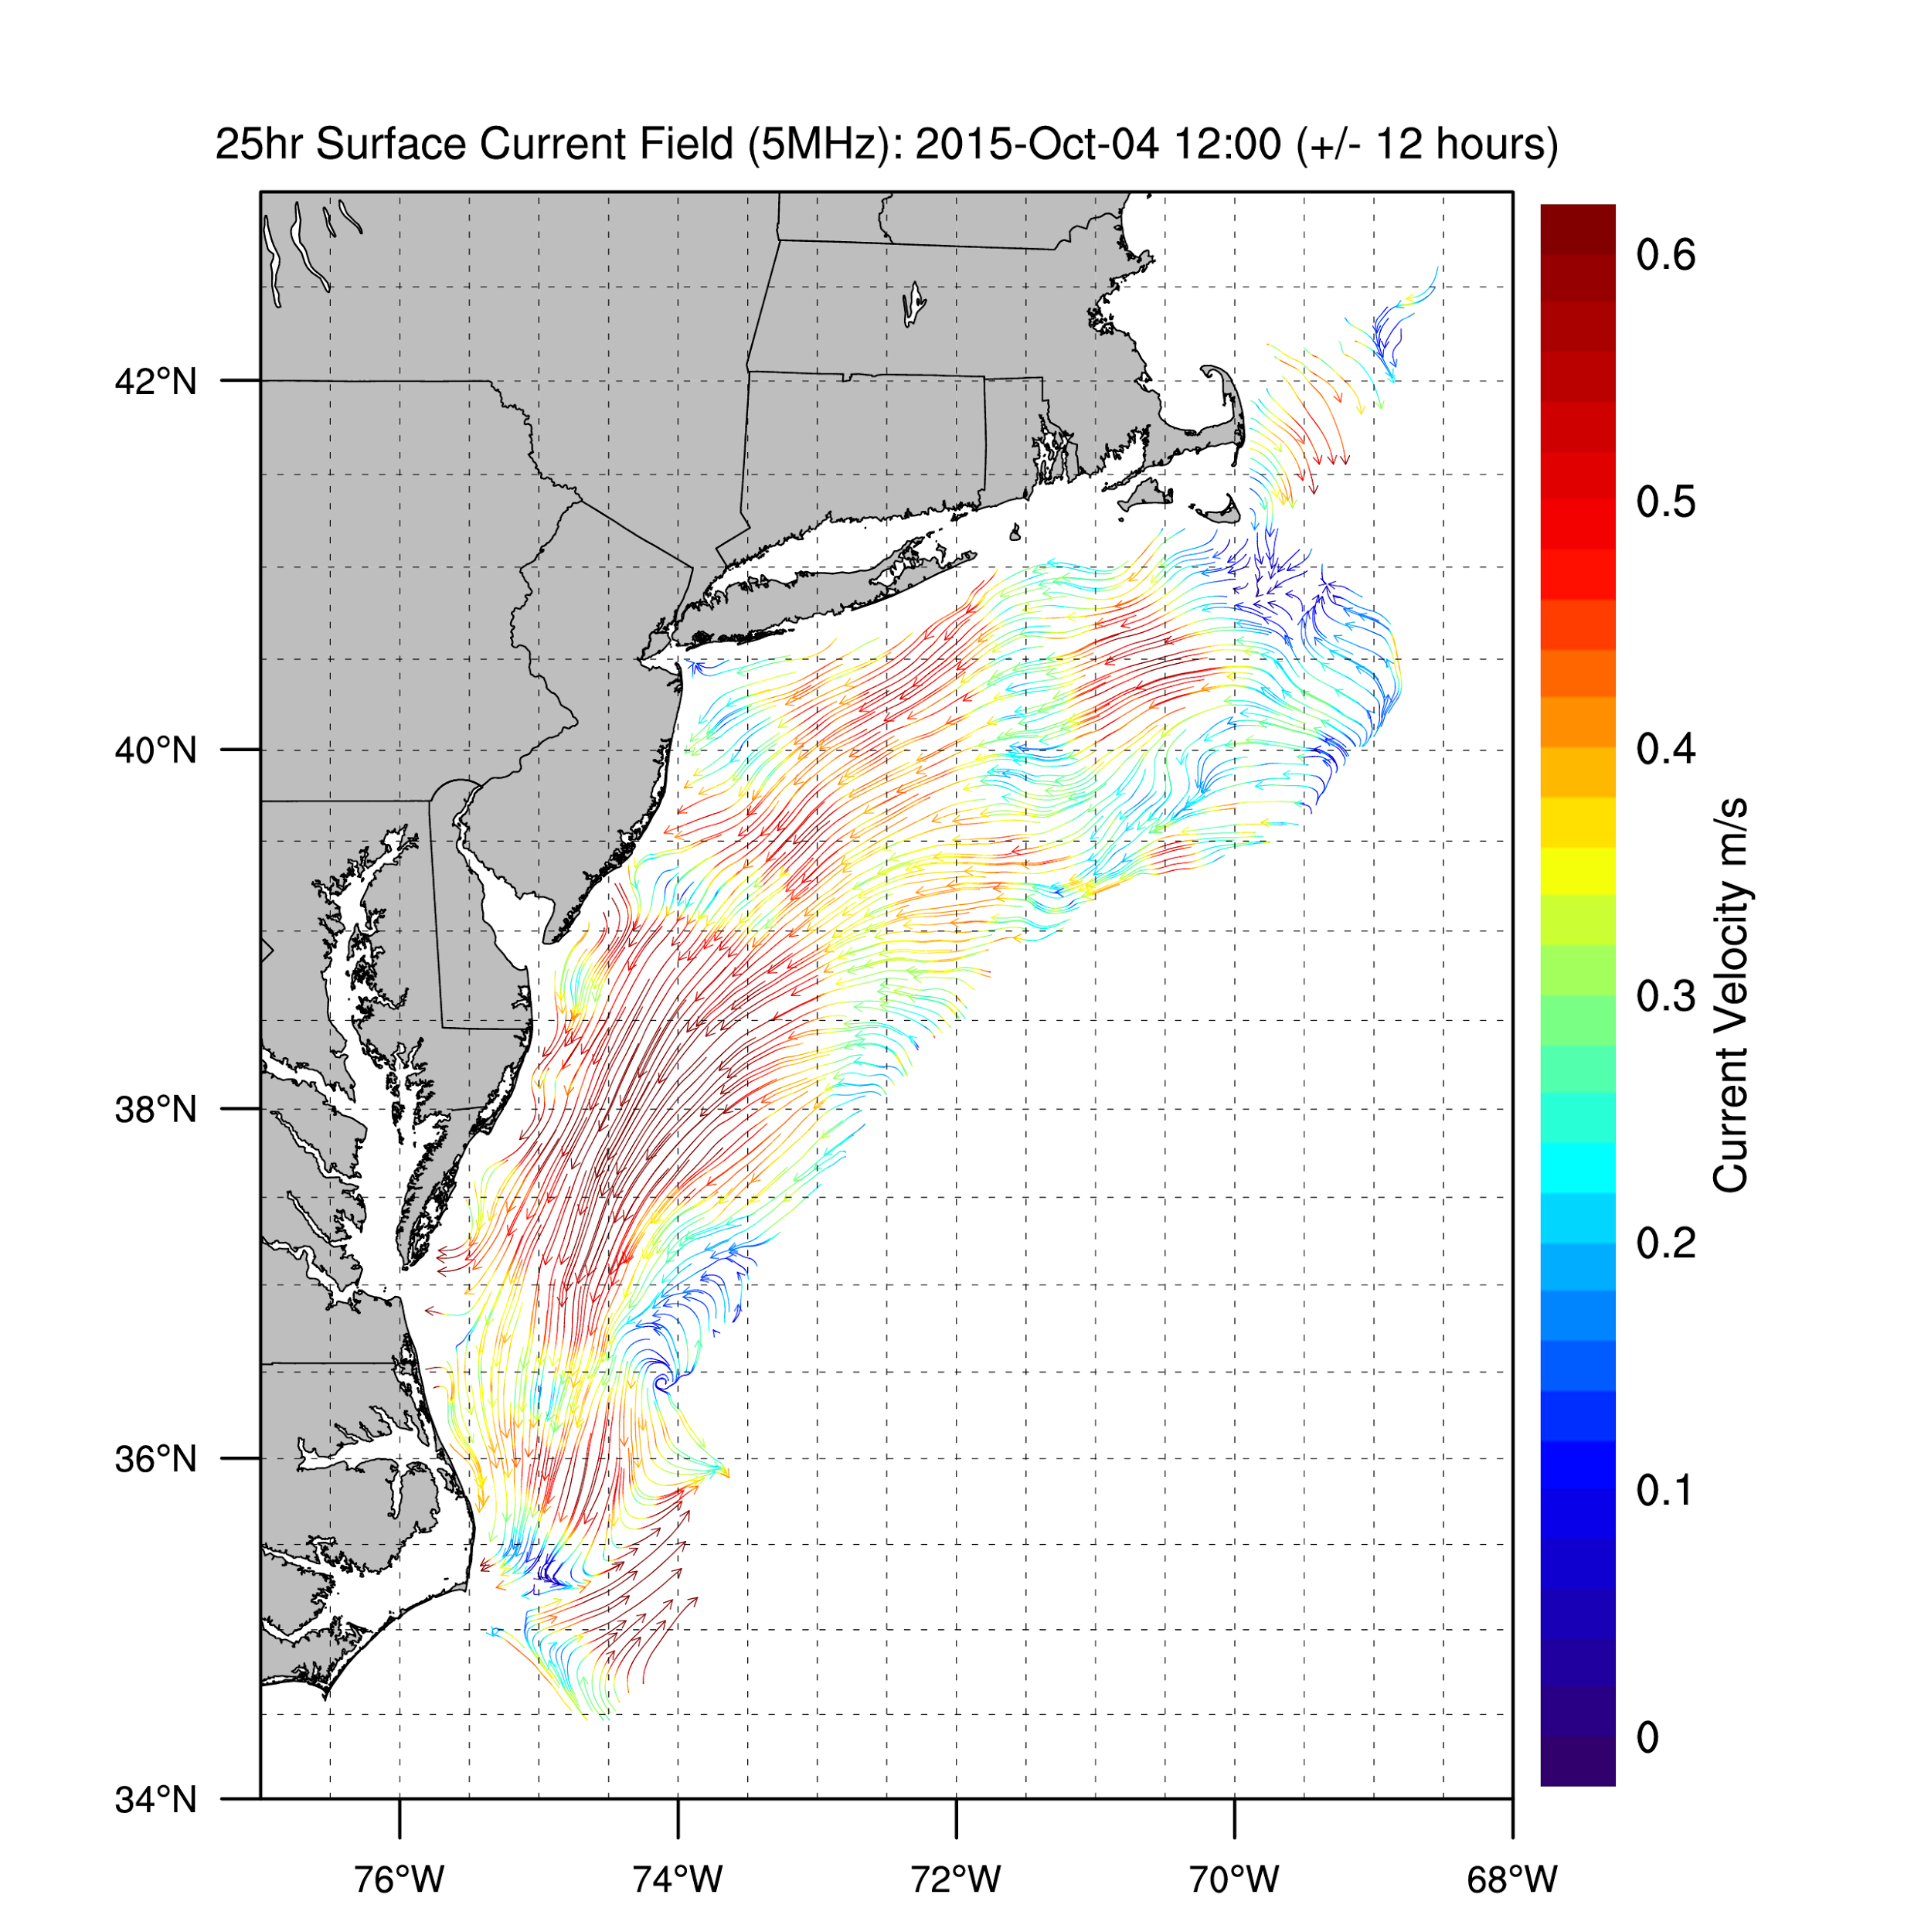 25hr Surface Current Field (5MHz): 2015-Oct-04 12:00 (+/- 12 hours)
42°N
40°N
38°N
36°N
34°N
76°W
74°W
72°W
70°W
68°W
0.6
0.5
0.4
0.3
0.2
0.1
0
Current Velocity m/s